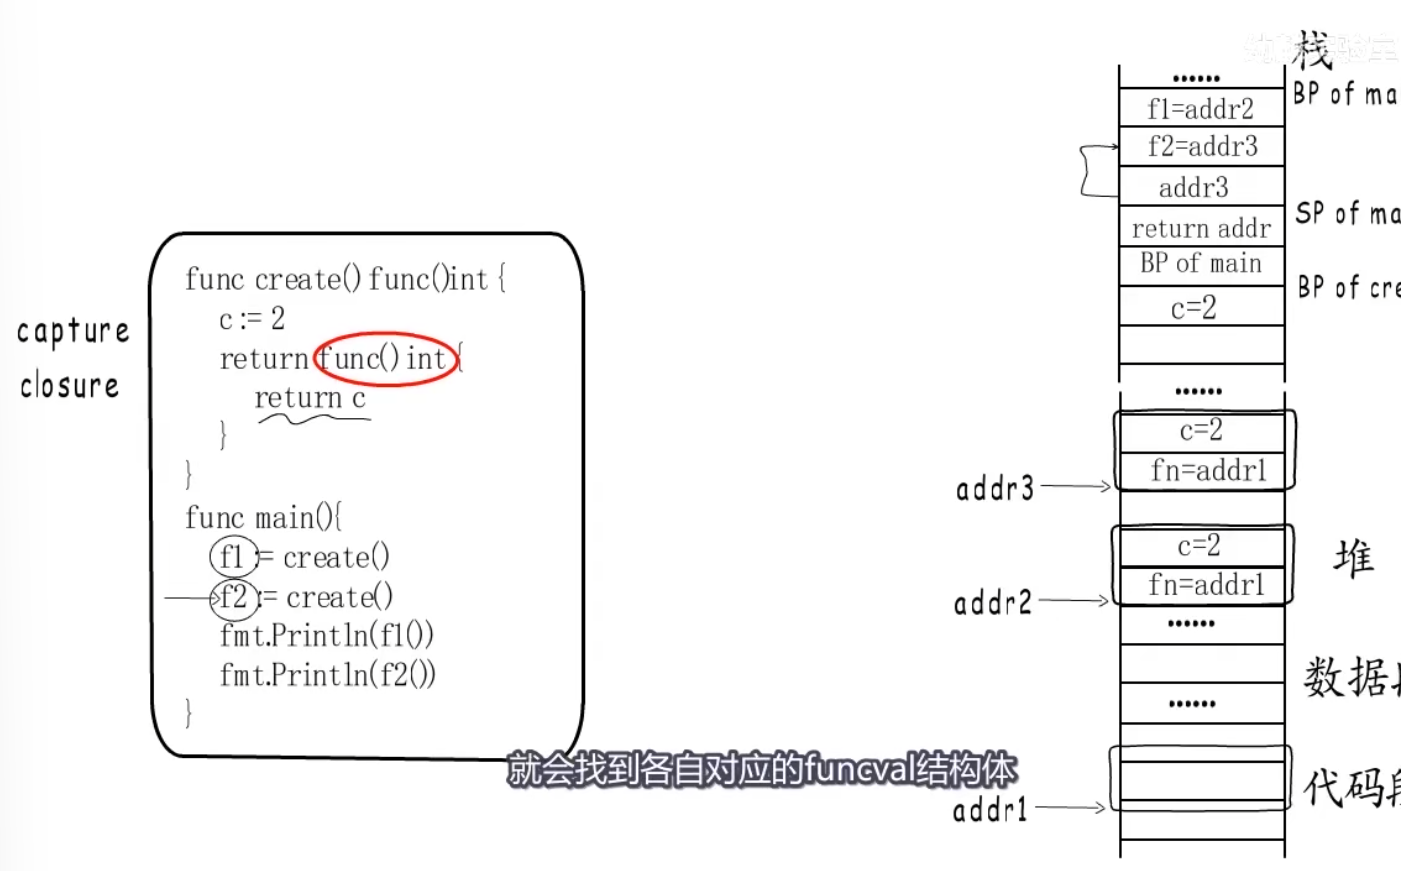 capture
closure
func create() func()int {
c := 2
return func() int {
return c
}
}
func main(){
f1 := create()
f2 := create()
fmt.Println(f1())
fmt.Println(f2())
}
栈
......
f1=addr2
BP of ma
f2=addr3
addr3
return addr
SP of ma
BP of main
BP of cre
c=2
......
c=2
fn=addr1
addr3
c=2
堆
fn=addr1
addr2
......
数据段
......
代码段
addr1
就会找到各自对应的funcval结构体